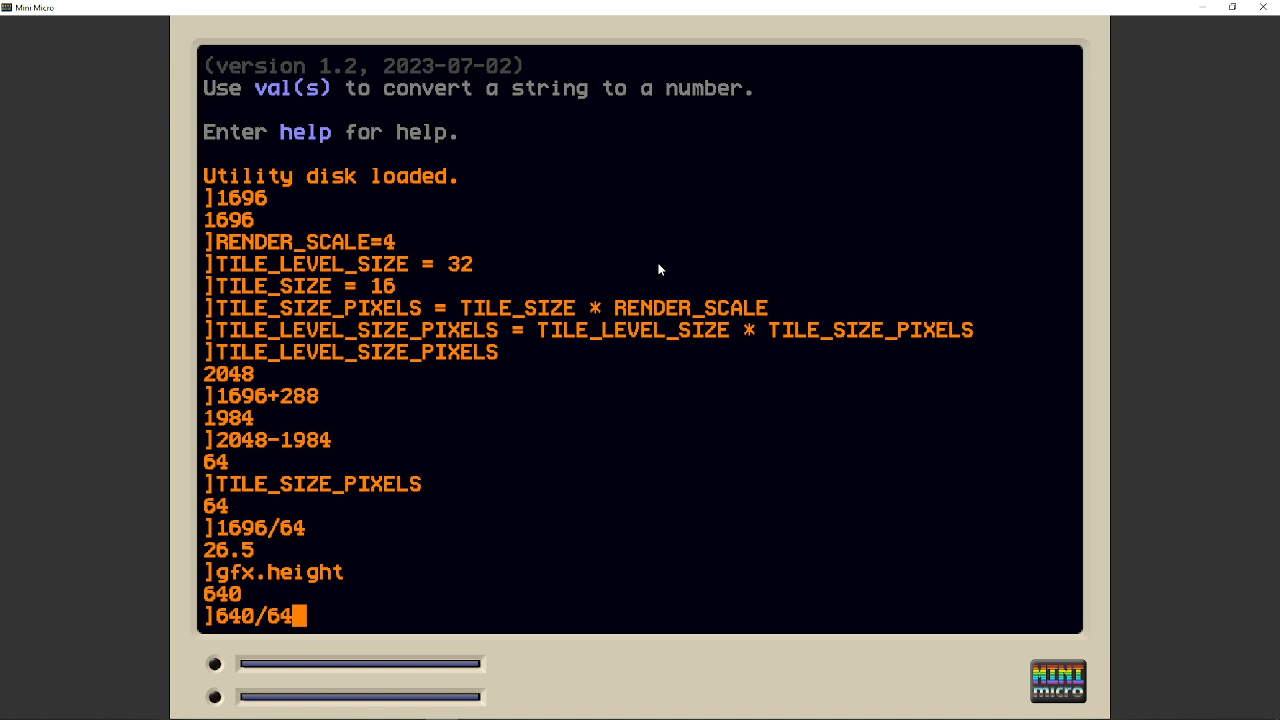 Mini Micro
(version 1.2, 2023-07-02)
Use val(s) to convert a string to a number.
Enter help for help.
Utility disk loaded.
]1696
1696
]RENDER_SCALE=4
]TILE_LEVEL_SIZE = 32
]TILE_SIZE = 16
]TILE_SIZE_PIXELS = TILE_SIZE * RENDER_SCALE
]TILE_LEVEL_SIZE_PIXELS = TILE_LEVEL_SIZE * TILE_SIZE_PIXELS
]TILE_LEVEL_SIZE_PIXELS
2048
]1696+288
1984
]2048-1984
64
]TILE_SIZE_PIXELS
64
]1696/64
26.5
]gfx.height
640
]640/64
MINI
micro